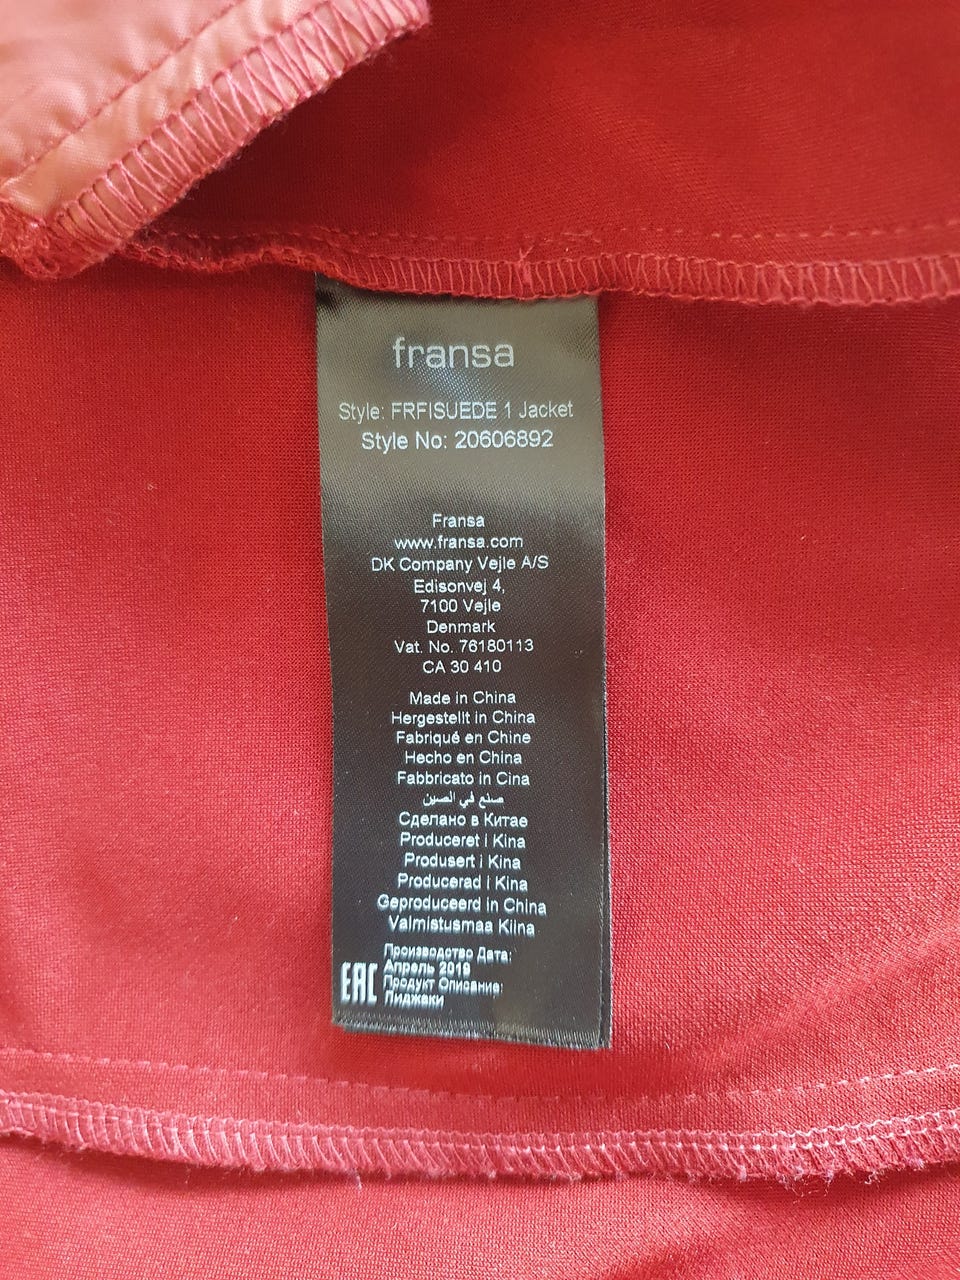 fransa
Style: FRFISUEDE 1 Jacket
Style No: 20606892
Fransa
www.fransa.com
DK Company Vejle A/S
Edisonvej 4,
7100 Vejle
Denmark
Vat. No. 76180113
CA 30 410
Made in China
Hergestellt in China
Fabriqué en Chine
Hecho en China
Fabbricato in Cina
صنع في الصين
Сделано в Китае
Produceret i Kina
Produsert i Kina
Producerad i Kina
Geproduceerd in China
Valmistusmaa Kiina
Производство Дата:
Апрель 2019
EAC Продукт Описание:
Пиджаки